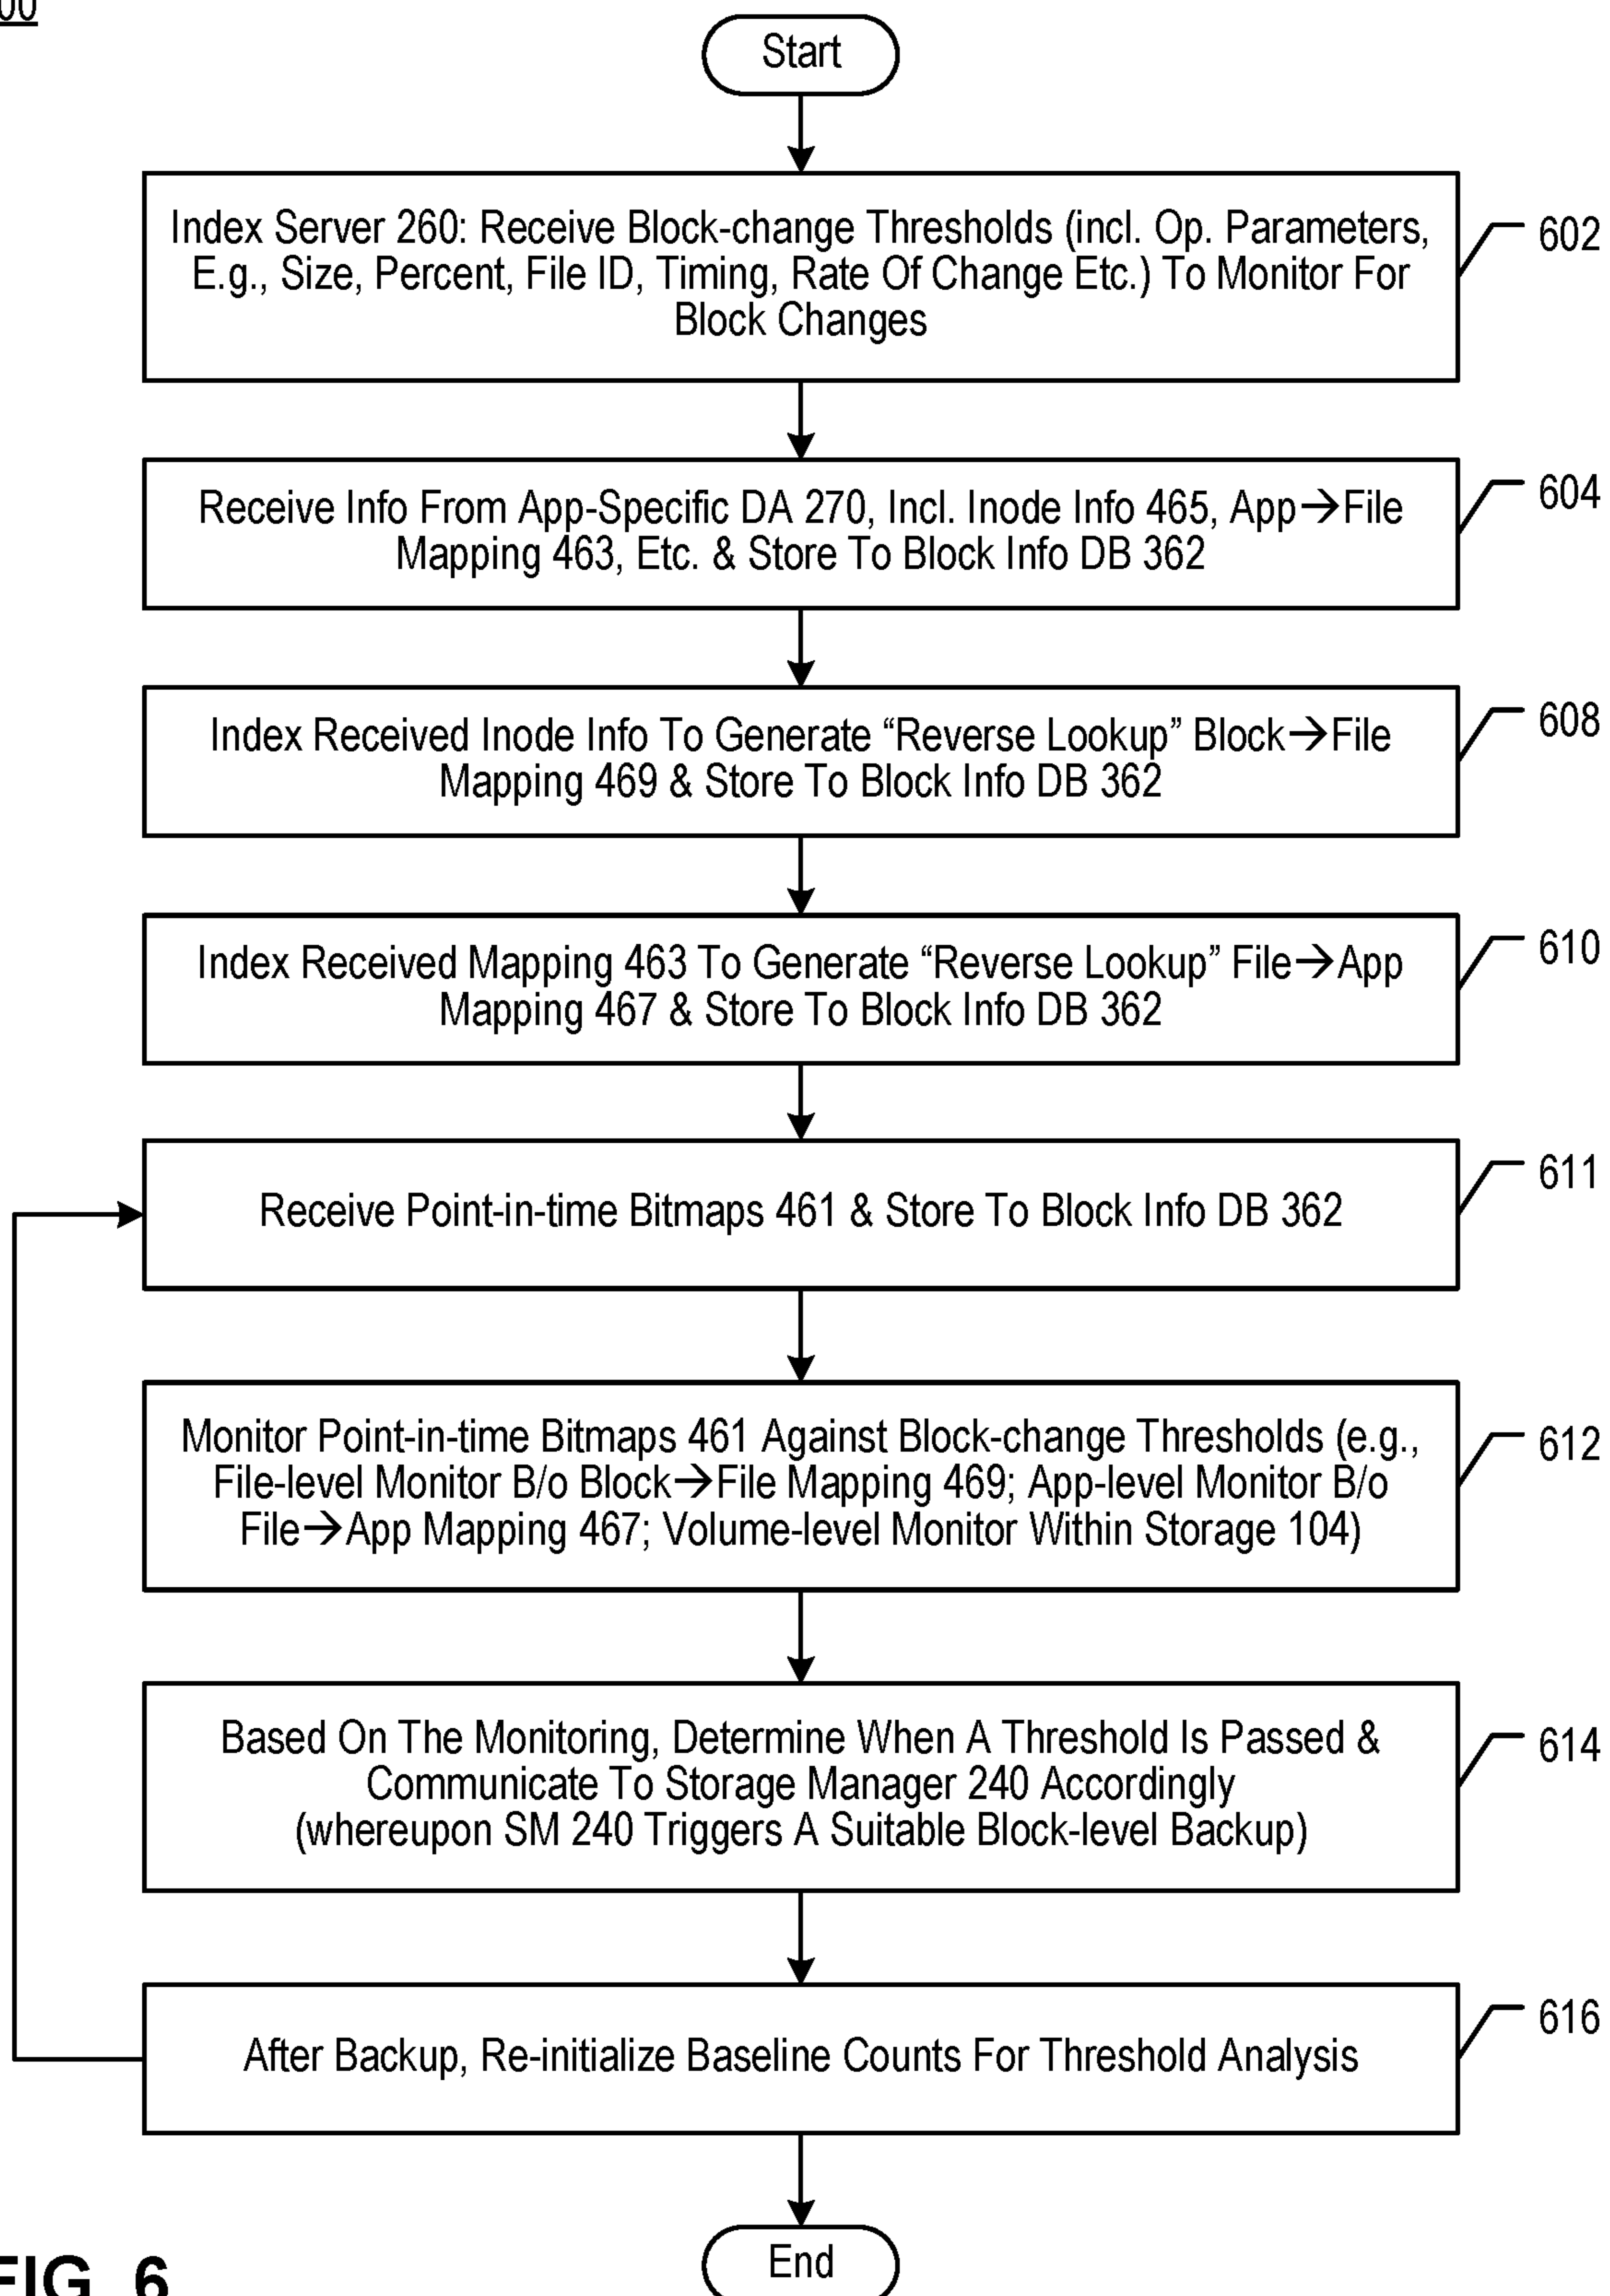 00
Start
Index Server 260: Receive Block-change Thresholds (incl. Op. Parameters,
E.g., Size, Percent, File ID, Timing, Rate Of Change Etc.) To Monitor For
Block Changes
602
Receive Info From App-Specific DA 270, Incl. Inode Info 465, App→File
Mapping 463, Etc. & Store To Block Info DB 362
604
Index Received Inode Info To Generate “Reverse Lookup” Block→File
Mapping 469 & Store To Block Info DB 362
608
Index Received Mapping 463 To Generate “Reverse Lookup” File→App
Mapping 467 & Store To Block Info DB 362
610
Receive Point-in-time Bitmaps 461 & Store To Block Info DB 362
611
Monitor Point-in-time Bitmaps 461 Against Block-change Thresholds (e.g.,
File-level Monitor B/o Block→File Mapping 469; App-level Monitor B/o
File→App Mapping 467; Volume-level Monitor Within Storage 104)
612
Based On The Monitoring, Determine When A Threshold Is Passed &
Communicate To Storage Manager 240 Accordingly
(whereupon SM 240 Triggers A Suitable Block-level Backup)
614
After Backup, Re-initialize Baseline Counts For Threshold Analysis
616
End
FIG. 6